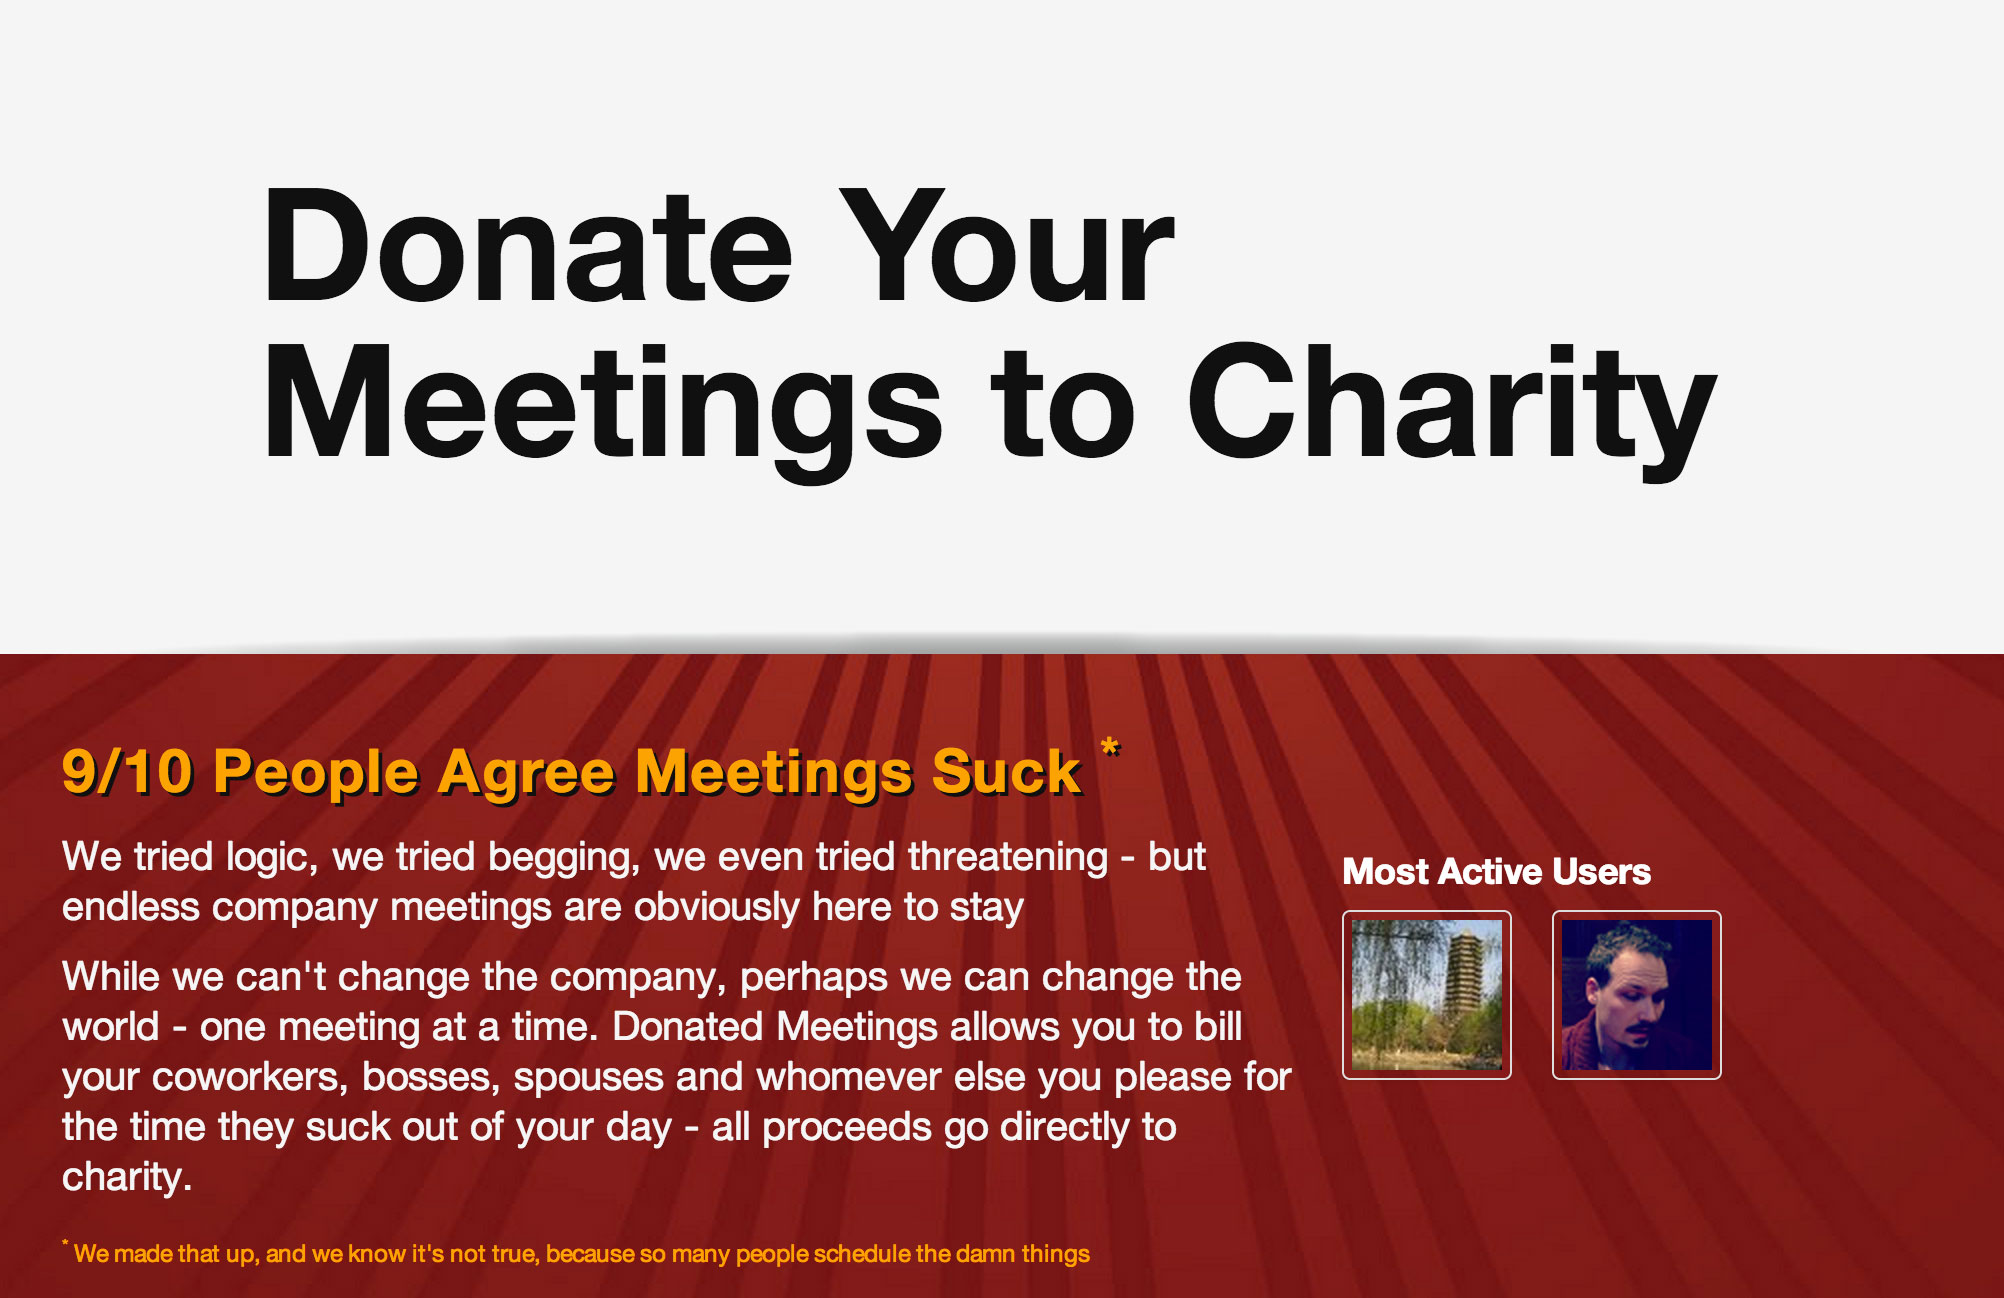 Donate Your
Meetings to Charity
9/10 People Agree Meetings Suck *
We tried logic, we tried begging, we even tried threatening - but
endless company meetings are obviously here to stay
While we can't change the company, perhaps we can change the
world - one meeting at a time. Donated Meetings allows you to bill
your coworkers, bosses, spouses and whomever else you please for
the time they suck out of your day - all proceeds go directly to
charity.
* We made that up, and we know it's not true, because so many people schedule the damn things
Most Active Users